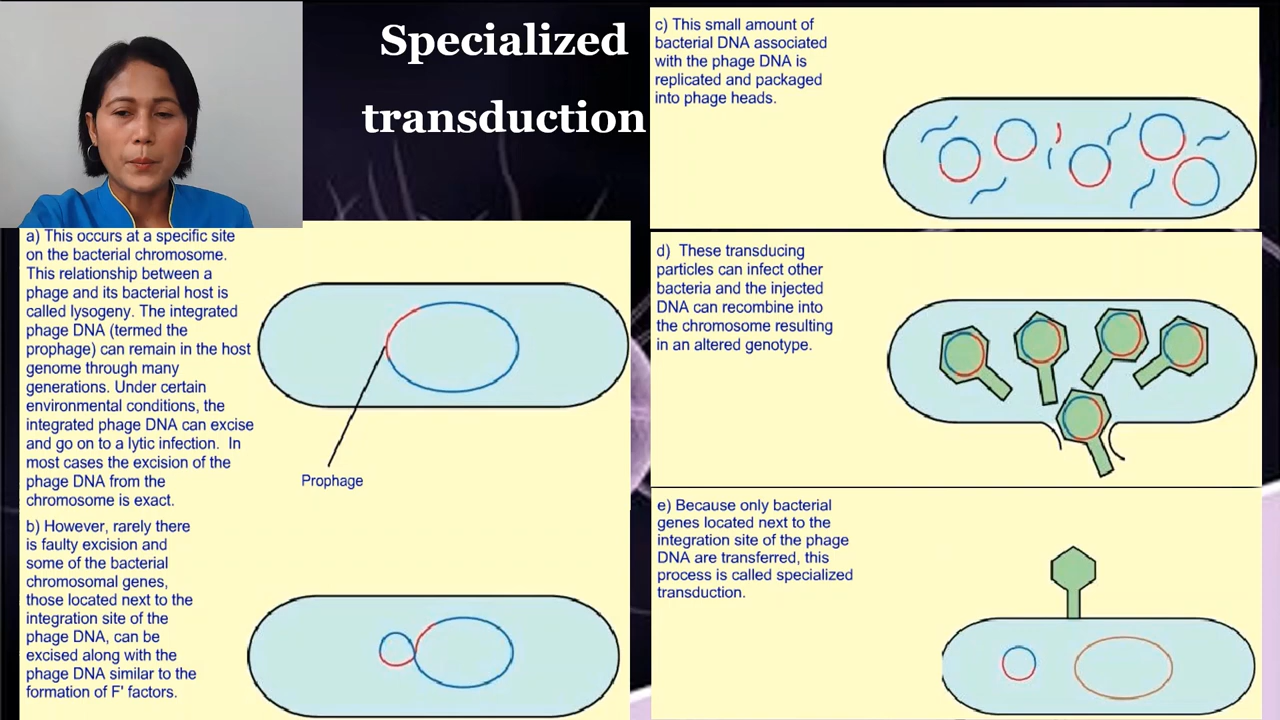 Specialized
transduction
a) This occurs at a specific site
on the bacterial chromosome.
This relationship between a
phage and its bacterial host is
called lysogeny. The integrated
phage DNA (termed the
prophage) can remain in the host
genome through many
generations. Under certain
environmental conditions, the
integrated phage DNA can excise
and go on to a lytic infection. In
most cases the excision of the
phage DNA from the
chromosome is exact.
Prophage
b) However, rarely there
is faulty excision and
some of the bacterial
chromosomal genes,
those located next to the
integration site of the
phage DNA, can be
excised along with the
phage DNA similar to the
formation of F' factors.
c) This small amount of
bacterial DNA associated
with the phage DNA is
replicated and packaged
into phage heads.
d) These transducing
particles can infect other
bacteria and the injected
DNA can recombine into
the chromosome resulting
in an altered genotype.
e) Because only bacterial
genes located next to the
integration site of the phage
DNA are transferred, this
process is called specialized
transduction.